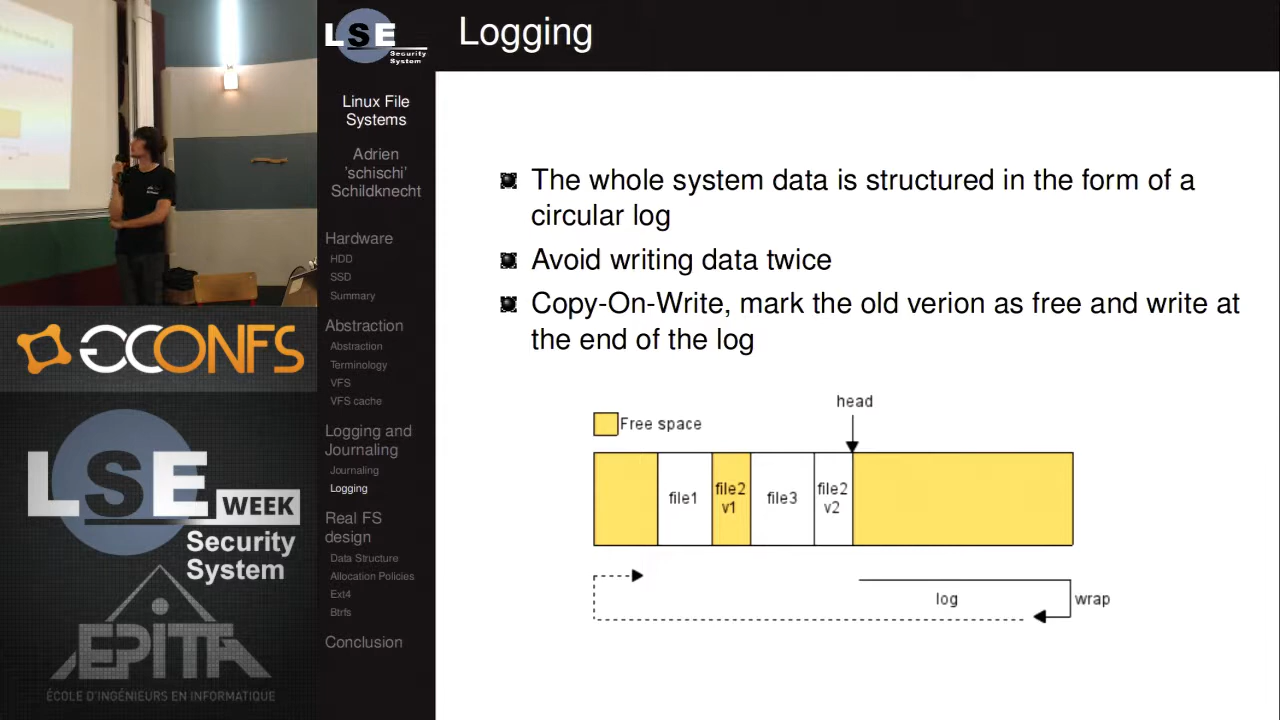 LSE
Security
System
Linux File
Systems
Adrien
'schischi'
Schildknecht
Hardware
HDD
SSD
Summary
Abstraction
Abstraction
Terminology
VFS
VFS cache
Logging and
Journaling
Journaling
Logging
Real FS
design
Data Structure
Allocation Policies
Ext4
Btrfs
Conclusion
Logging
The whole system data is structured in the form of a
circular log
Avoid writing data twice
Copy-On-Write, mark the old verion as free and write at
the end of the log
head
Free space
file1
file2
v1
file3
file2
v2
log
wrap
CONFS
LSE
WEEK
Security
System
EPITA
ÉCOLE D'INGÉNIEURS EN INFORMATIQUE